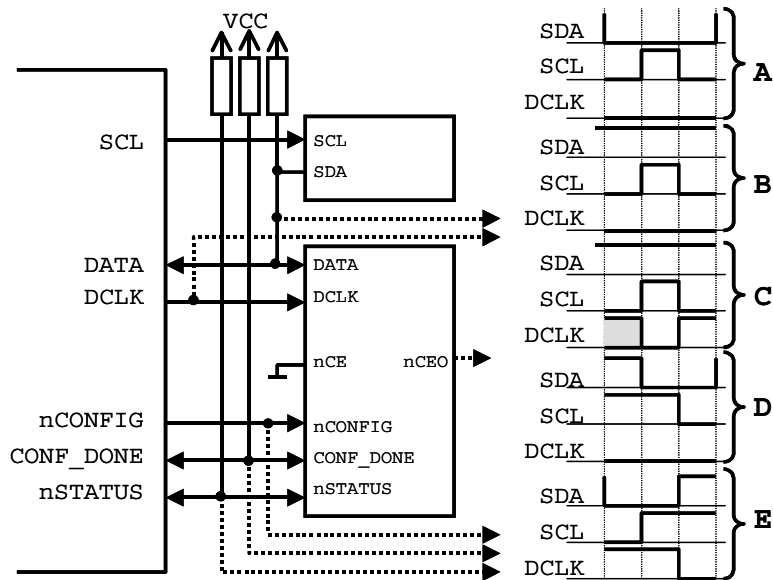 VCC
SCL
DATA
DCLK
nCONFIG
CONF_DONE
nSTATUS
SCL
SDA
DATA
DCLK
nCE
nCEO
nCONFIG
CONF_DONE
nSTATUS
SDA
SCL
DCLK
A
SDA
SCL
DCLK
B
SDA
SCL
DCLK
C
SDA
SCL
DCLK
D
SDA
SCL
DCLK
E